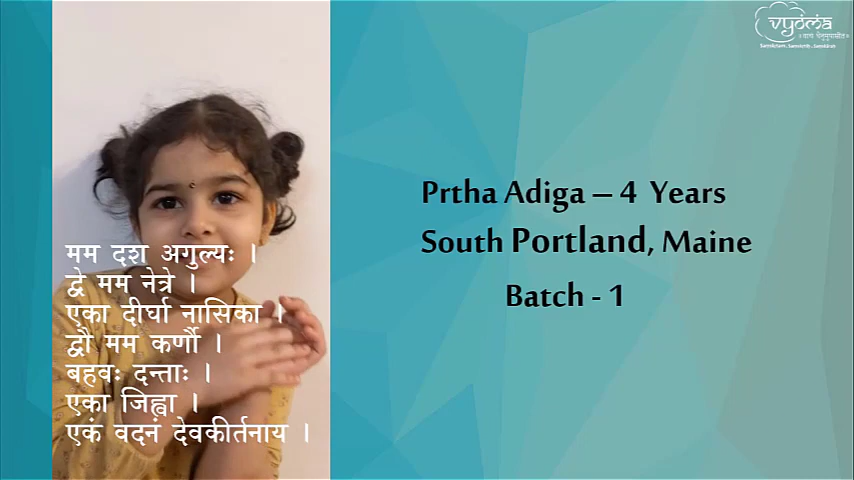 vyoma
मम दश अगुल्यः ।
द्वे मम नेत्रे ।
एका दीर्घा नासिका ।
द्वौ मम कर्णौ ।
बहवः दन्ताः ।
एका जिह्वा ।
एकं वदनं देवकीर्तनाय ।
Prtha Adiga – 4 Years
South Portland, Maine
Batch - 1